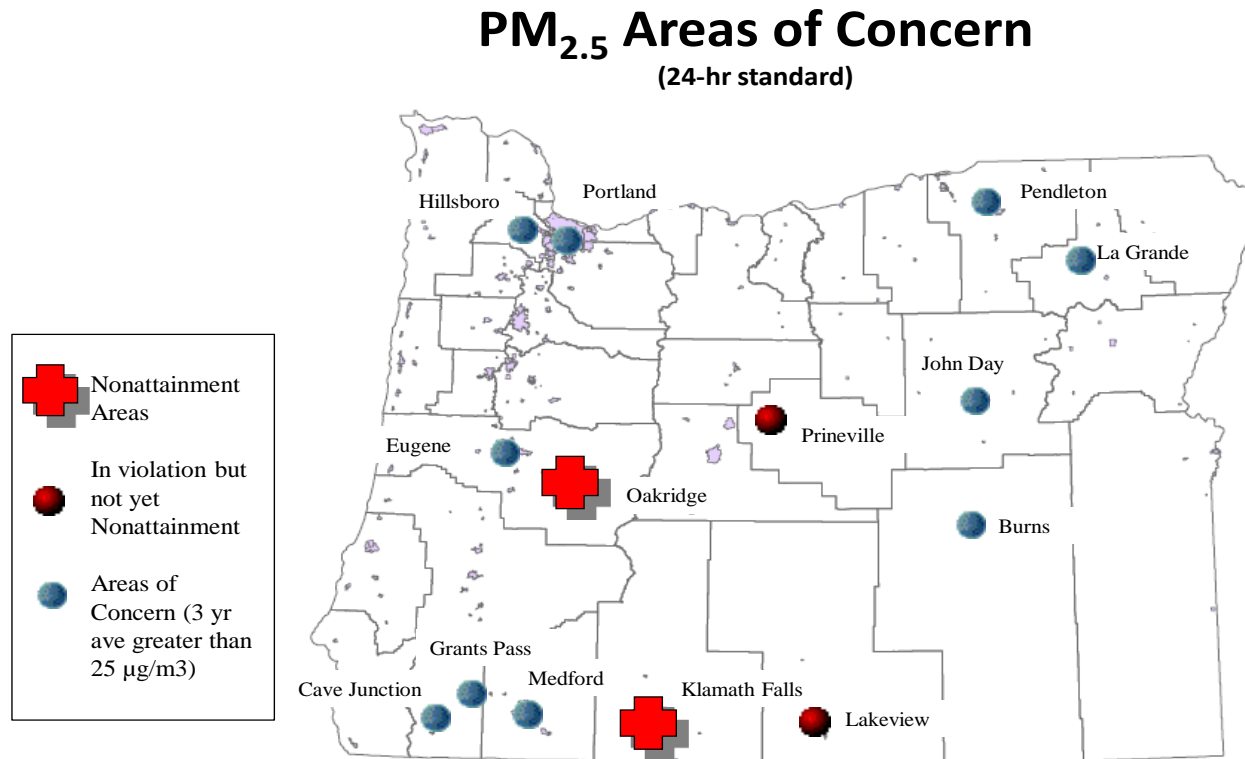 PM2.5 Areas of Concern
(24-hr standard)
Portland
Hillsboro
Pendleton
La Grande
John Day
Prineville
Eugene
Oakridge
Burns
Grants Pass
Medford
Cave Junction
Klamath Falls
Lakeview
Nonattainment
Areas
In violation but
not yet
Nonattainment
Areas of
Concern (3 yr
ave greater than
25 µg/m3)